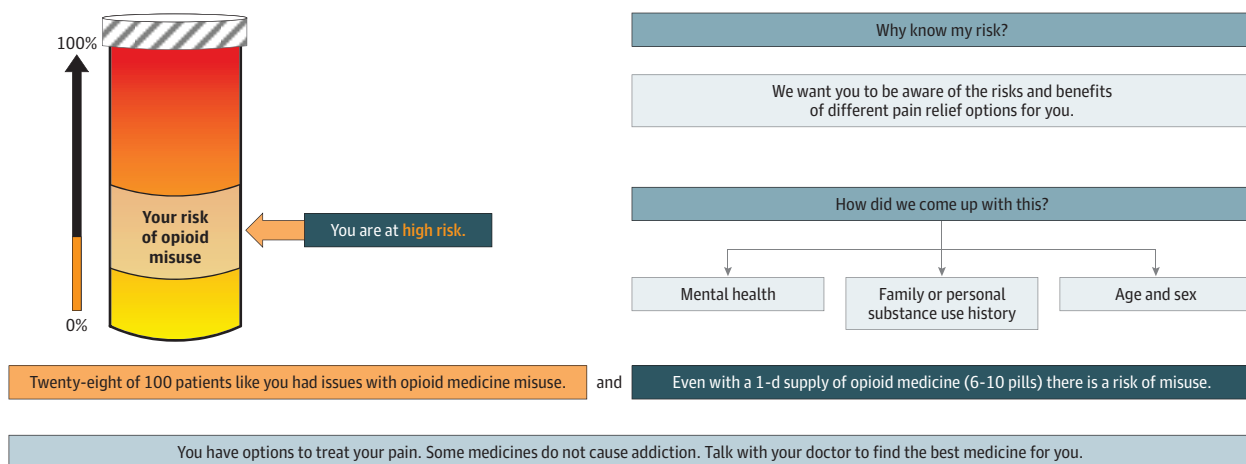 100%
0%
Your risk
of opioid
misuse
You are at high risk.
Why know my risk?
We want you to be aware of the risks and benefits
of different pain relief options for you.
How did we come up with this?
Mental health
Family or personal
substance use history
Age and sex
Twenty-eight of 100 patients like you had issues with opioid medicine misuse.
and
Even with a 1-d supply of opioid medicine (6-10 pills) there is a risk of misuse.
You have options to treat your pain. Some medicines do not cause addiction. Talk with your doctor to find the best medicine for you.